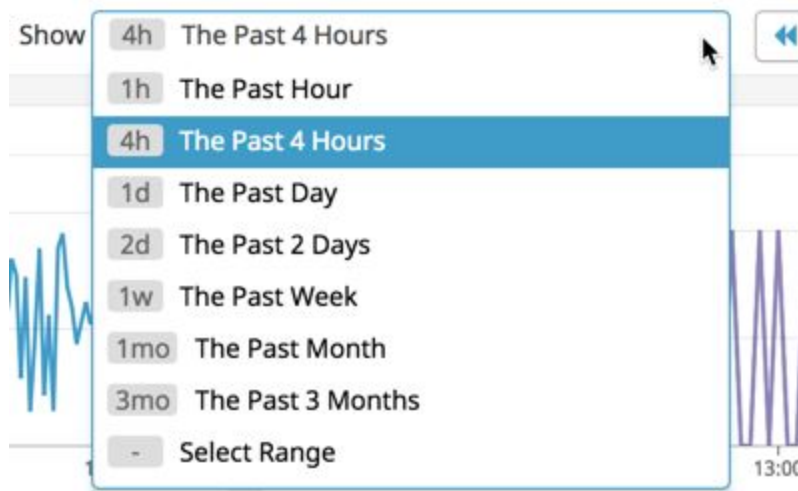 Show 4h The Past 4 Hours
1h The Past Hour
4h The Past 4 Hours
1d The Past Day
2d The Past 2 Days
1w The Past Week
1mo The Past Month
3mo The Past 3 Months
- Select Range